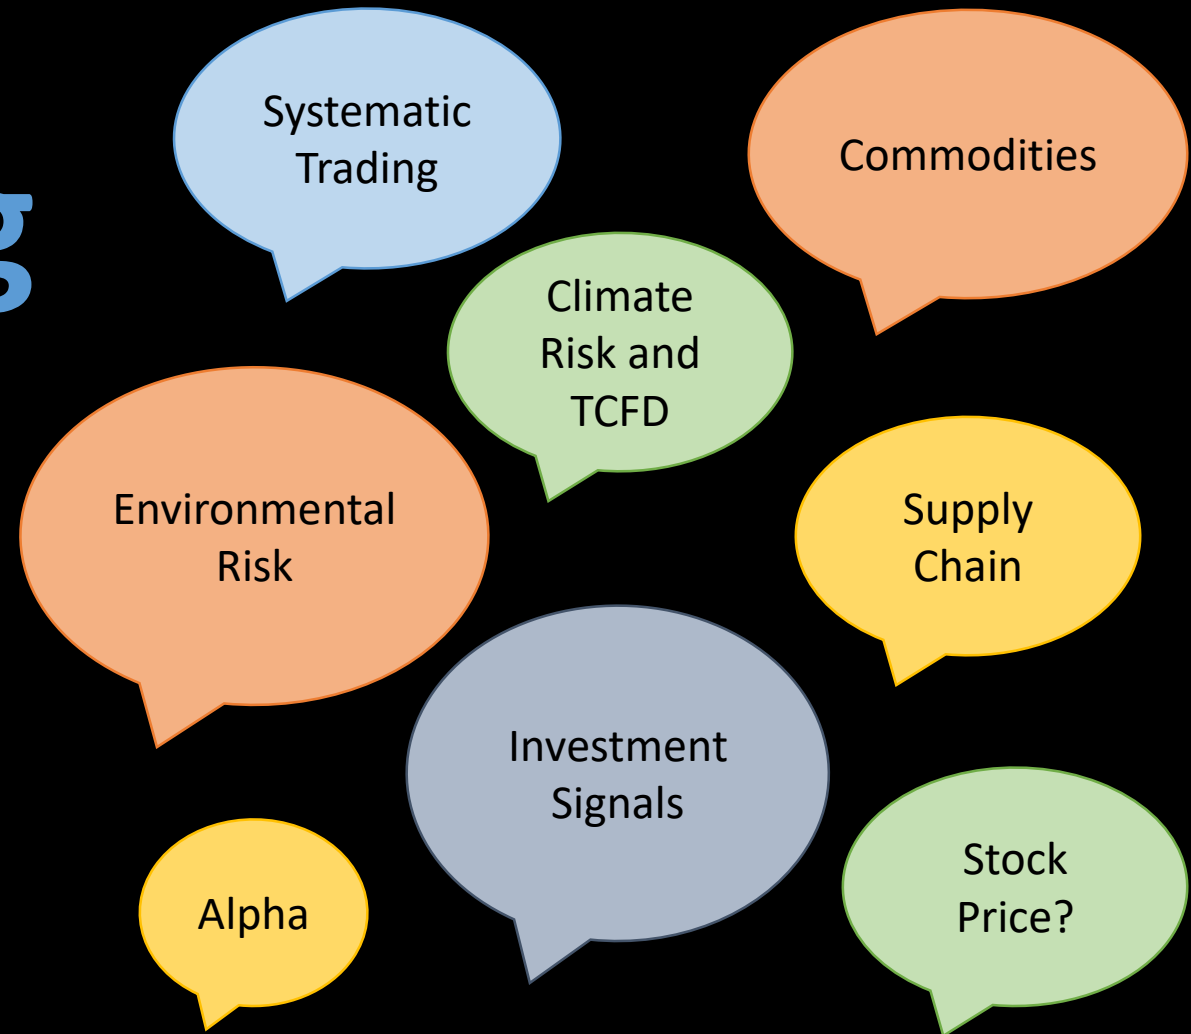 Systematic
Trading
Commodities
g
Climate
Risk and
TCFD
Environmental
Risk
Supply
Chain
Investment
Signals
Stock
Price?
Alpha